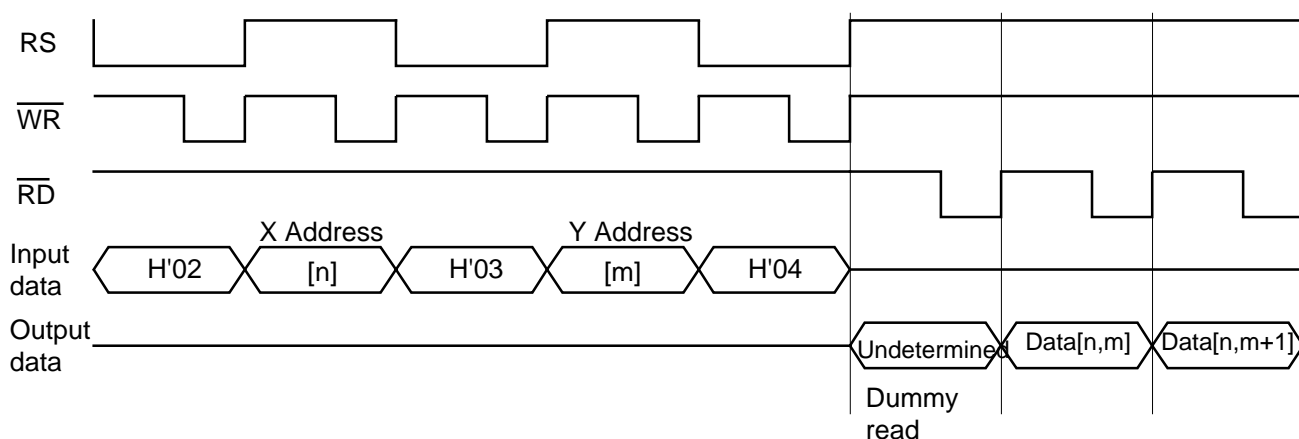 RS
WR
RD
X Address
Y Address
Input
data
H'02
[n]
H'03
[m]
H'04
Output
data
Undetermined
Data[n,m]
Data[n,m+1]
Dummy
read